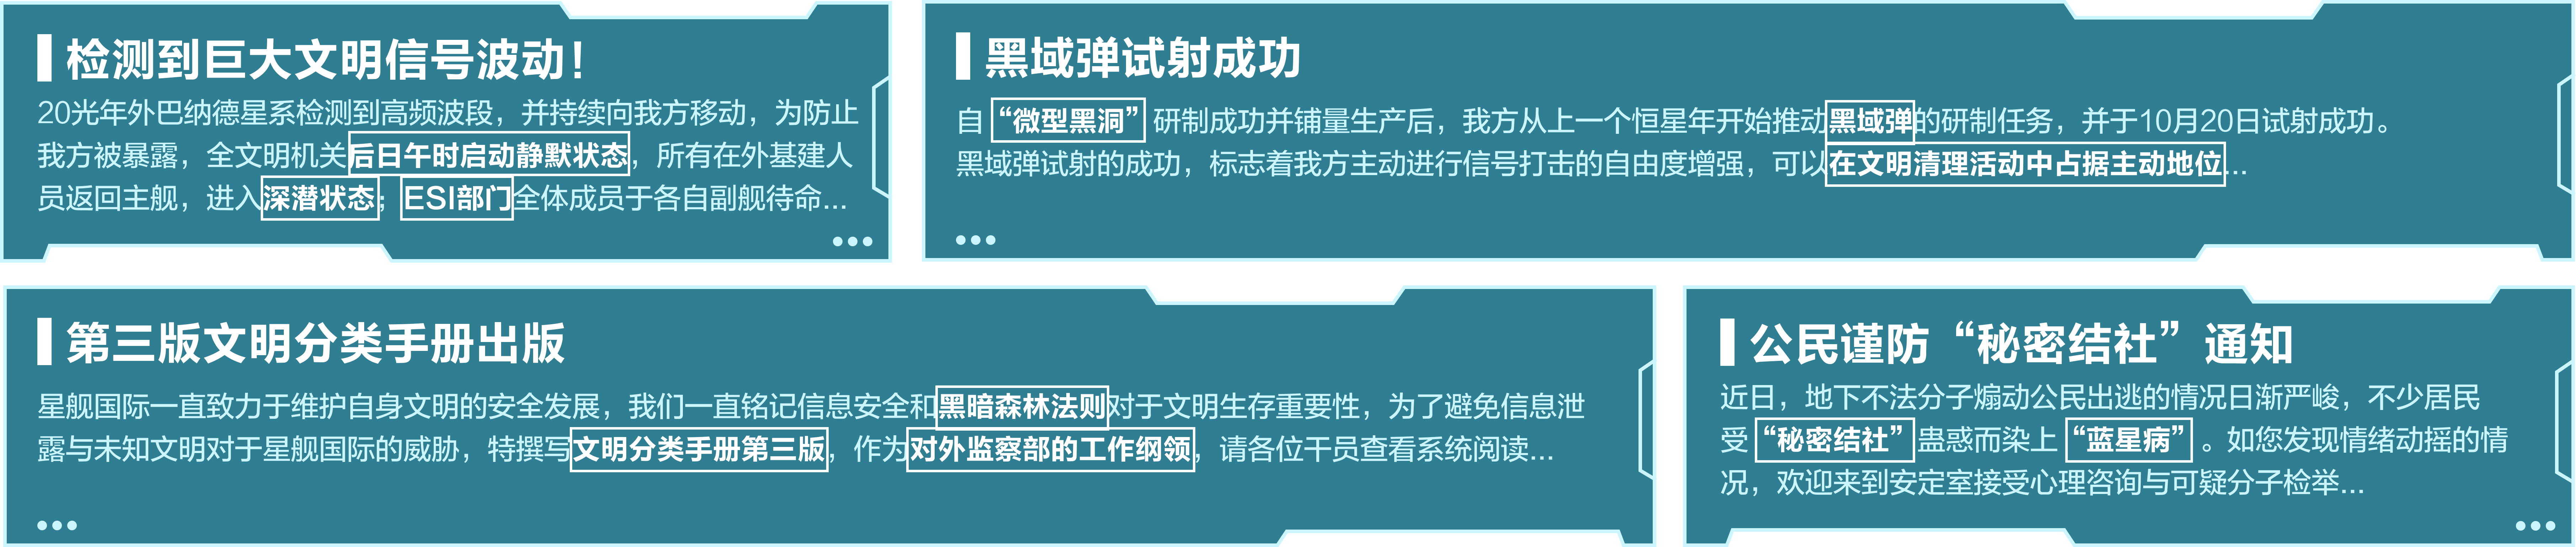 检测到巨大文明信号波动！
20光年外巴纳德星系检测到高频波段，并持续向我方移动，为防止
我方被暴露，全文明机关后日午时启动静默状态，所有在外基建人
员返回主舰，进入深潜状态；ESI部门全体成员于各自副舰待命...
黑域弹试射成功
自“微型黑洞”研制成功并铺量生产后，我方从上一个恒星年开始推动黑域弹的研制任务，并于10月20日试射成功。
黑域弹试射的成功，标志着我方主动进行信号打击的自由度增强，可以在文明清理活动中占据主动地位...
第三版文明分类手册出版
星舰国际一直致力于维护自身文明的安全发展，我们一直铭记信息安全和黑暗森林法则对于文明生存重要性，为了避免信息泄
露与未知文明对于星舰国际的威胁，特撰写文明分类手册第三版，作为对外监察部的工作纲领，请各位干员查看系统阅读...
公民谨防“秘密结社”通知
近日，地下不法分子煽动公民出逃的情况日渐严峻，不少居民
受“秘密结社”蛊惑而染上“蓝星病”。如您发现情绪动摇的情
况，欢迎来到安定室接受心理咨询与可疑分子检举...